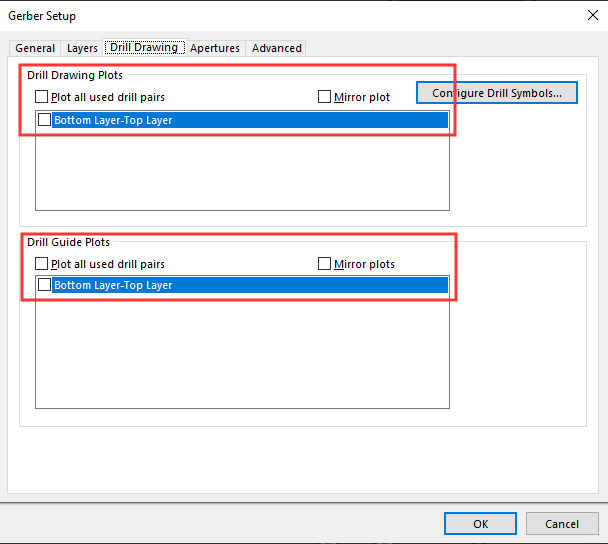 Gerber Setup
General Layers Drill Drawing Apertures Advanced
Drill Drawing Plots
Plot all used drill pairs Mirror plot Configure Drill Symbols...
Bottom Layer-Top Layer
Drill Guide Plots
Plot all used drill pairs Mirror plots
Bottom Layer-Top Layer
OK Cancel